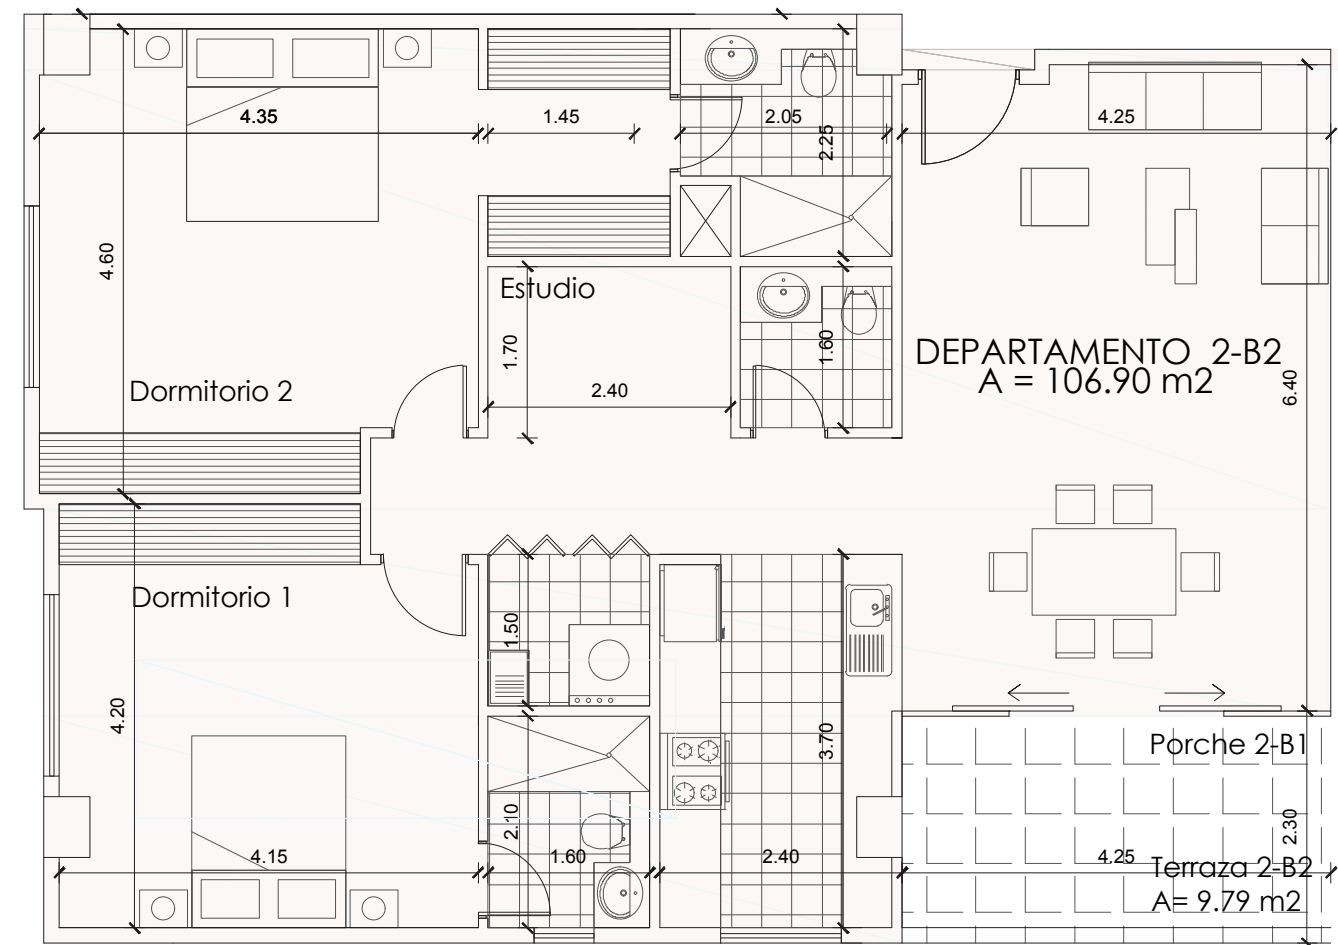 4.35
1.45
2.05
2.25
4.25
4.60
Estudio
1.70
2.40
1.60
DEPARTAMENTO 2-B2
A = 106.90 m2
6.40
Dormitorio 2
Dormitorio 1
1.50
4.20
3.70
Porche 2-B1
2.10
2.30
4.15
1.60
2.40
4.25
Terraza 2-B2
A= 9.79 m2